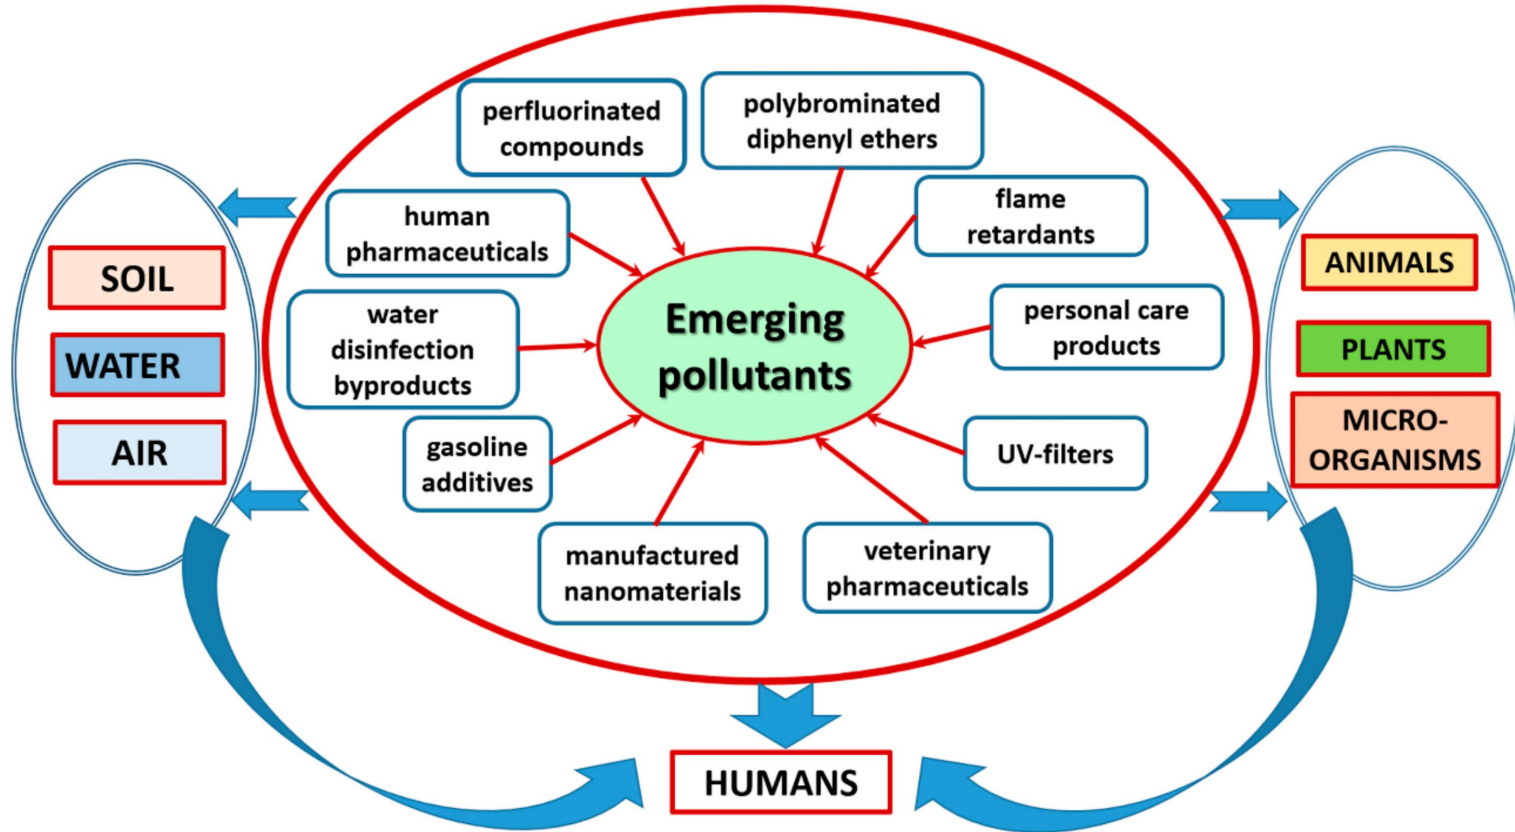 perfluorinated
compounds
polybrominated
diphenyl ethers
human
pharmaceuticals
flame
retardants
SOIL
WATER
AIR
water
disinfection
byproducts
Emerging
pollutants
personal care
products
ANIMALS
PLANTS
MICRO-
ORGANISMS
gasoline
additives
UV-filters
manufactured
nanomaterials
veterinary
pharmaceuticals
HUMANS